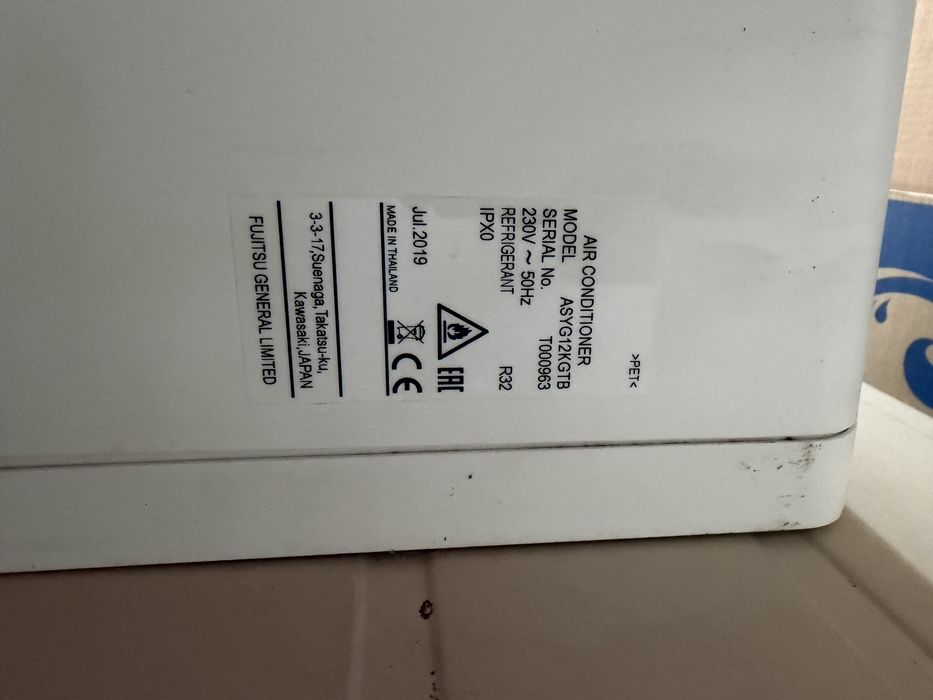 >PET<
AIR CONDITIONER
MODEL ASYG12KGTB
SERIAL No. T000963
230V ~ 50Hz
REFRIGERANT R32
IPX0
EAC
Jul.2019
CE
MADE IN THAILAND
3-3-17,Suenaga,Takatsu-ku,
Kawasaki,JAPAN
FUJITSU GENERAL LIMITED